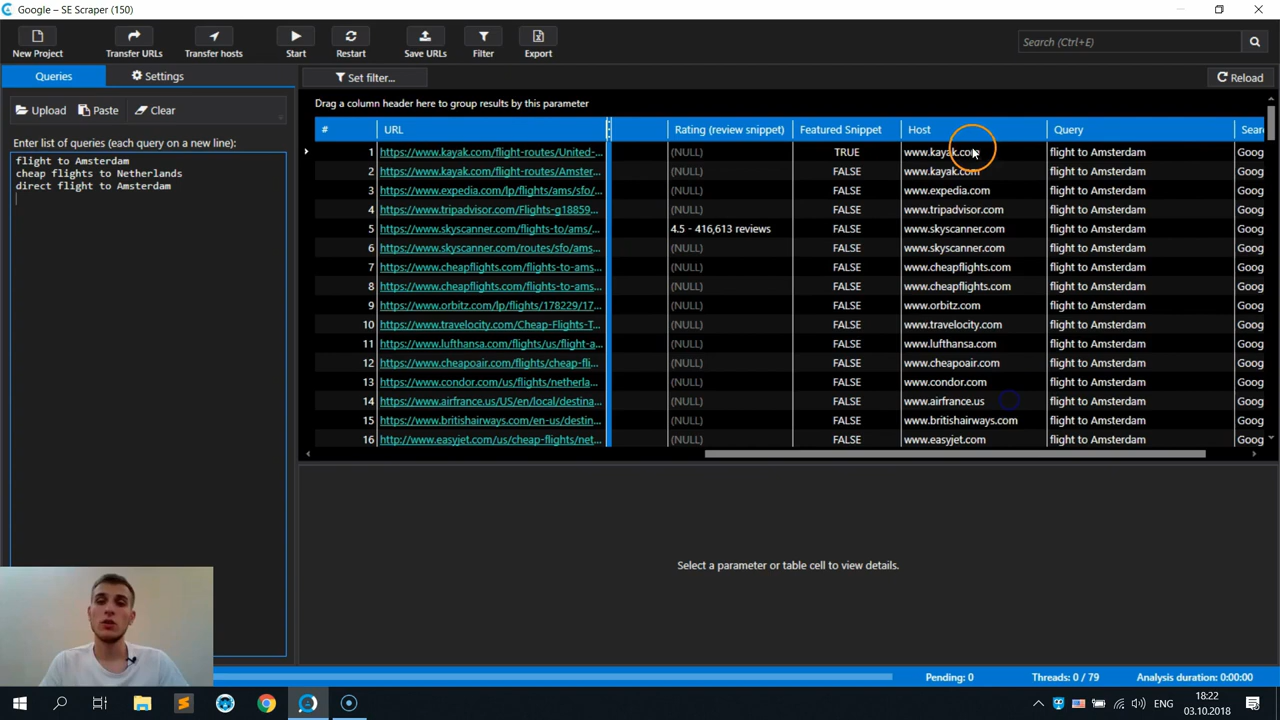 Google – SE Scraper (150)
New Project
Transfer URLs
Transfer hosts
Start
Restart
Save URLs
Filter
Export
Search (Ctrl+E)
Queries
Settings
Set filter...
Reload
Upload
Paste
Clear
Drag a column header here to group results by this parameter
Enter list of queries (each query on a new line):
flight to Amsterdam
cheap flights to Netherlands
direct flight to Amsterdam
# URL Rating (review snippet) Featured Snippet Host Query Sear
1 https://www.kayak.com/flight-routes/United-... (NULL) TRUE www.kayak.com flight to Amsterdam Goog
2 https://www.kayak.com/flight-routes/Amster... (NULL) FALSE www.kayak.com flight to Amsterdam Goog
3 https://www.expedia.com/lp/flights/ams/sfo/... (NULL) FALSE www.expedia.com flight to Amsterdam Goog
4 https://www.tripadvisor.com/Flights-g18859... (NULL) FALSE www.tripadvisor.com flight to Amsterdam Goog
5 https://www.skyscanner.com/flights-to/ams/... 4.5 - 416,613 reviews FALSE www.skyscanner.com flight to Amsterdam Goog
6 https://www.skyscanner.com/routes/sfo/ams... (NULL) FALSE www.skyscanner.com flight to Amsterdam Goog
7 https://www.cheapflights.com/flights-to-ams... (NULL) FALSE www.cheapflights.com flight to Amsterdam Goog
8 https://www.cheapflights.com/flights-to-ams... (NULL) FALSE www.cheapflights.com flight to Amsterdam Goog
9 https://www.orbitz.com/lp/flights/178229/17... (NULL) FALSE www.orbitz.com flight to Amsterdam Goog
10 https://www.travelocity.com/Cheap-Flights-T... (NULL) FALSE www.travelocity.com flight to Amsterdam Goog
11 https://www.lufthansa.com/flights/us/flight-a... (NULL) FALSE www.lufthansa.com flight to Amsterdam Goog
12 https://www.cheapoair.com/flights/cheap-fli... (NULL) FALSE www.cheapoair.com flight to Amsterdam Goog
13 https://www.condor.com/us/flights/netherla... (NULL) FALSE www.condor.com flight to Amsterdam Goog
14 https://www.airfrance.us/US/en/local/destina... (NULL) FALSE www.airfrance.us flight to Amsterdam Goog
15 https://www.britishairways.com/en-us/destin... (NULL) FALSE www.britishairways.com flight to Amsterdam Goog
16 http://www.easyjet.com/us/cheap-flights/net... (NULL) FALSE www.easyjet.com flight to Amsterdam Goog
Select a parameter or table cell to view details.
Pending: 0 Threads: 0 / 79 Analysis duration: 0:00:00
ENG
18:22
03.10.2018